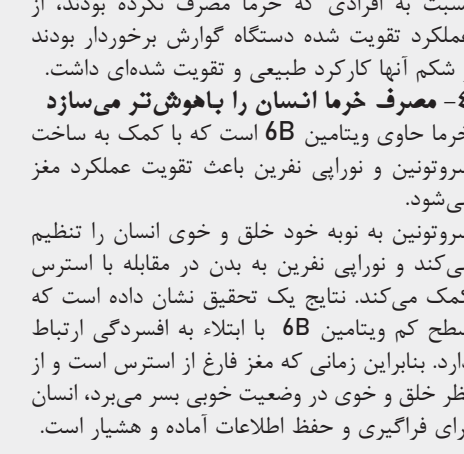 نسبت به افرادی که خرما مصرف نکرده بودند، از
عملکرد تقویت شده دستگاه گوارش برخوردار بودند
و شکم آنها کارکرد طبیعی و تقویت شده‌ای داشت.
٤- مصرف خرما انسان را باهوش‌تر می‌سازد
خرما حاوی ویتامین 6B است که با کمک به ساخت
سروتونین و نوراپی نفرین باعث تقویت عملکرد مغز
می‌شود.
سروتونین به نوبه خود خلق و خوی انسان را تنظیم
می‌کند و نوراپی نفرین به بدن در مقابله با استرس
کمک می‌کند. نتایج یک تحقیق نشان داده است که
سطح کم ویتامین 6B با ابتلاء به افسردگی ارتباط
دارد. بنابراین زمانی که مغز فارغ از استرس است و از
نظر خلق و خوی در وضعیت خوبی بسر می‌برد، انسان
برای فراگیری و حفظ اطلاعات آماده و هشیار است.